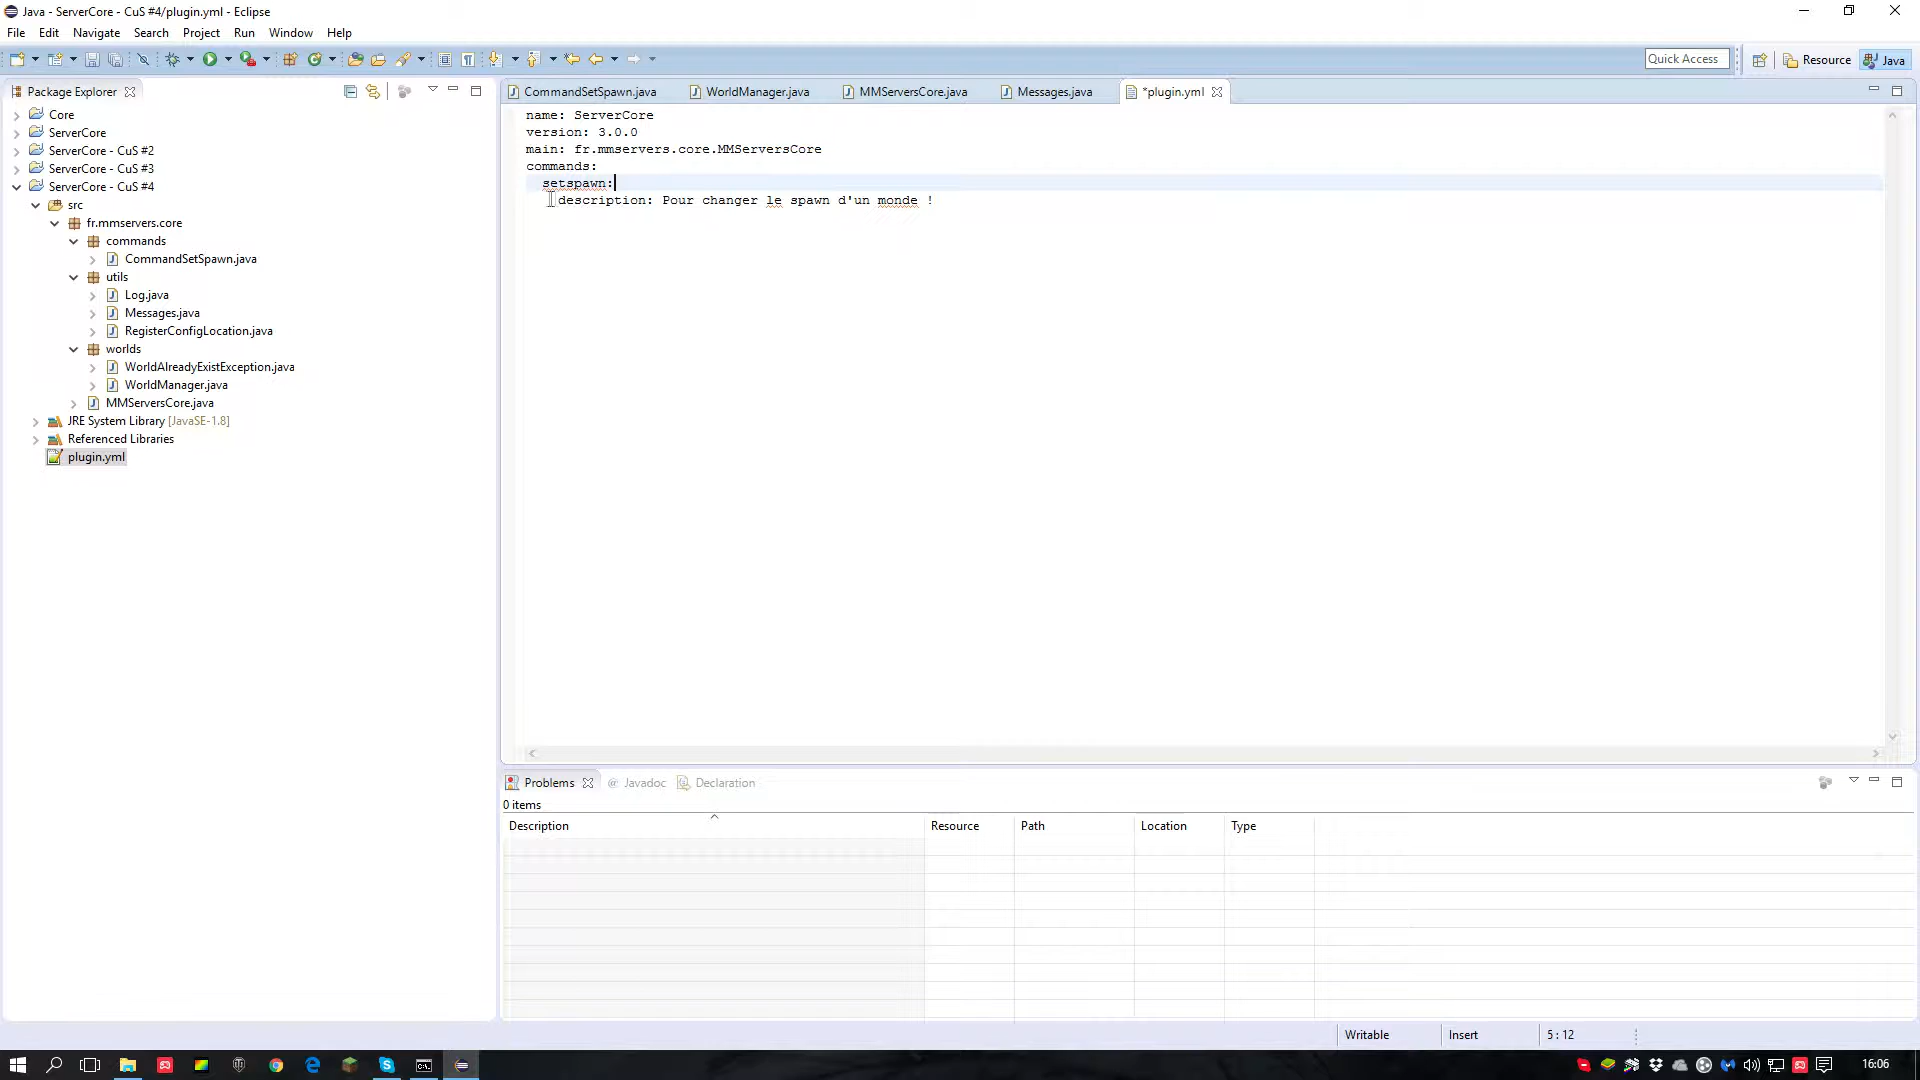 Java - ServerCore - CuS #4/plugin.yml - Eclipse
File Edit Navigate Search Project Run Window Help
Quick Access
Resource
Java
Package Explorer
Core
ServerCore
ServerCore - CuS #2
ServerCore - CuS #3
ServerCore - CuS #4
src
fr.mmservers.core
commands
CommandSetSpawn.java
utils
Log.java
Messages.java
RegisterConfigLocation.java
worlds
WorldAlreadyExistException.java
WorldManager.java
MMServersCore.java
JRE System Library [JavaSE-1.8]
Referenced Libraries
plugin.yml
CommandSetSpawn.java WorldManager.java MMServersCore.java Messages.java *plugin.yml
name: ServerCore
version: 3.0.0
main: fr.mmservers.core.MMServersCore
commands:
setspawn:
description: Pour changer le spawn d'un monde !
Problems @ Javadoc Declaration
0 items
Description Resource Path Location Type
Writable Insert 5 : 12
16:06